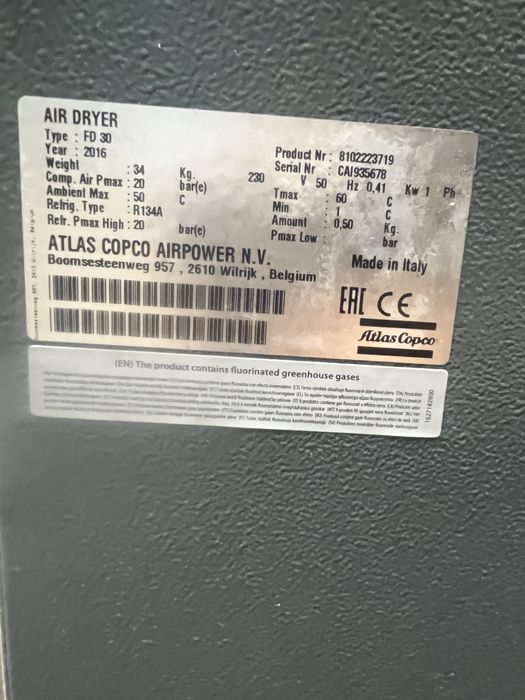 AIR DRYER
Type : FD 30
Year : 2016 Product Nr : 8102223719
Weight : 34 Kg. Serial Nr : CAI935678
Comp. Air Pmax : 20 bar(e) 230 V 50 Hz 0,41 Kw 1 Ph
Ambient Max : 50 C Tmax : 60 C
Refrig. Type : R134A Min : 1 C
Refr. Pmax High : 20 bar(e) Amount : 0,50 Kg.
Pmax Low : bar
ATLAS COPCO AIRPOWER N.V.
Boomsesteenweg 957 , 2610 Wilrijk , Belgium
Made in Italy
EAC CE
Atlas Copco
(EN) The product contains fluorinated greenhouse gases
1627182800